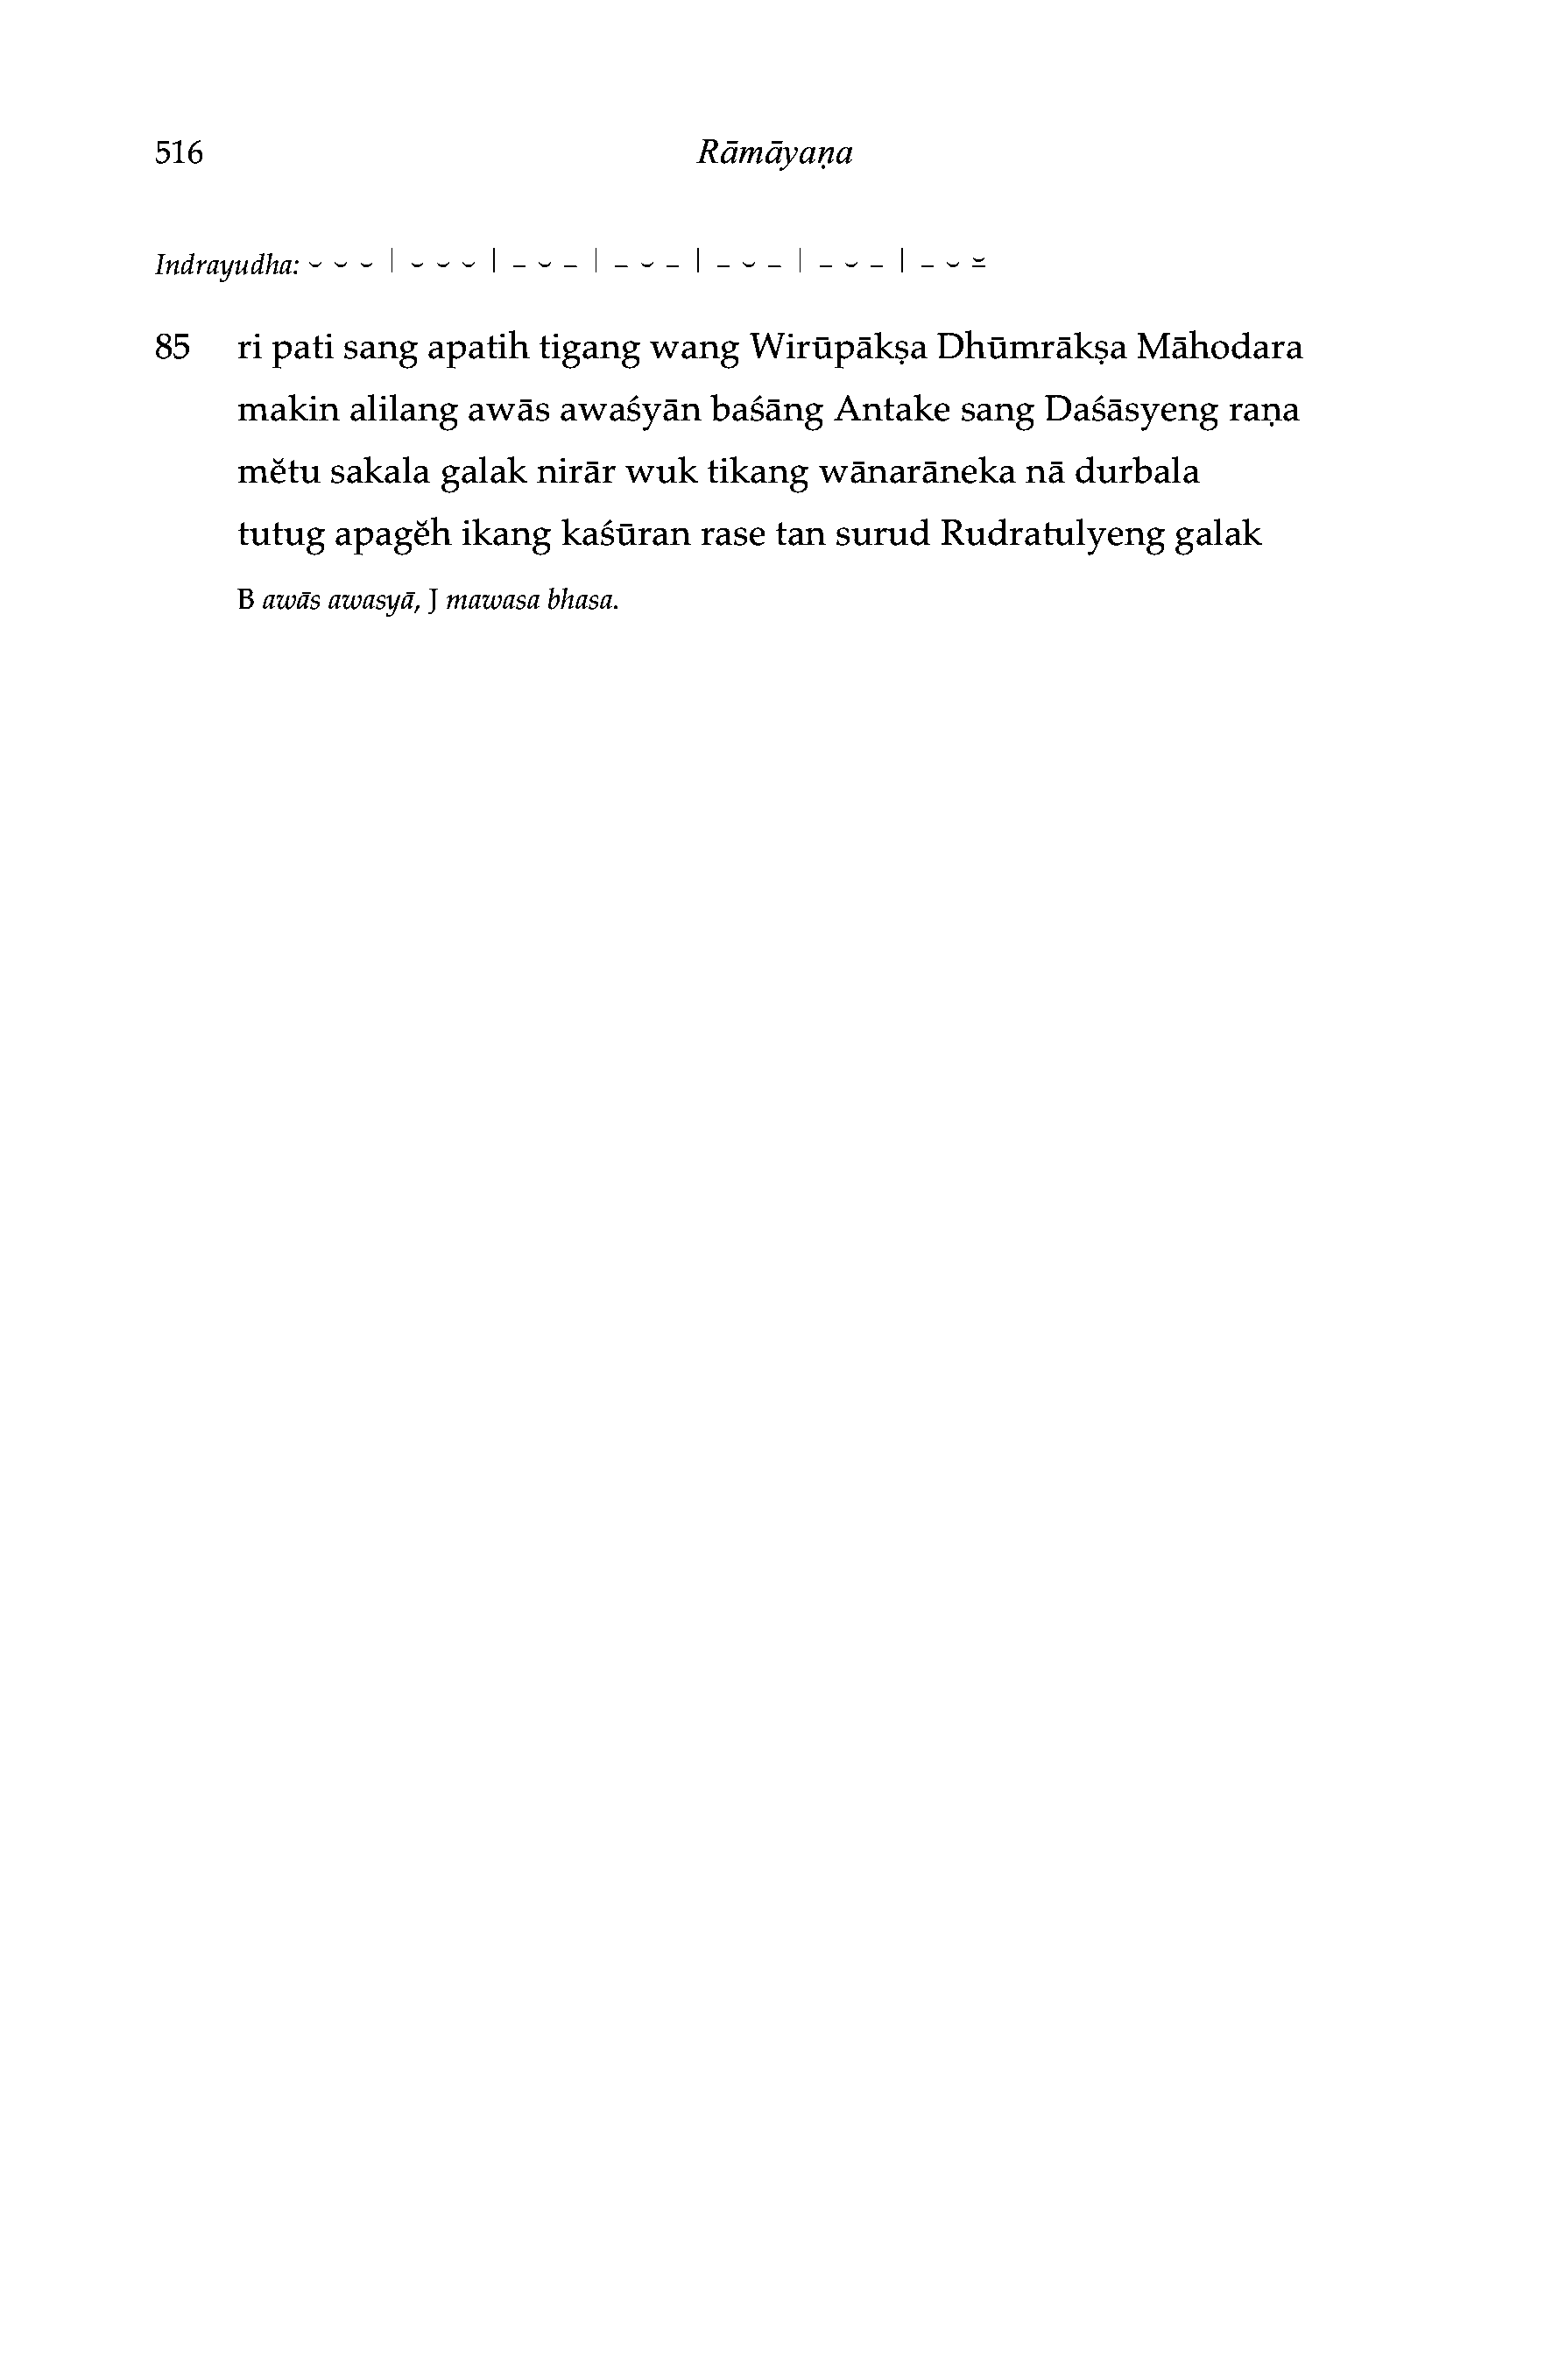 516 Rāmāyaṇa
Indrayudha: ⏑ ⏑ ⏑ | ⏑ ⏑ ⏑ | – ⏑ – | – ⏑ – | – ⏑ – | – ⏑ – | – ⏑ ⏓
85 ri pati sang apatih tigang wang Wirūpākṣa Dhūmrākṣa Māhodara
makin alilang awās awaśyān baśāng Antake sang Daśāsyeng raṇa
mĕtu sakala galak nirār wuk tikang wānarāneka nā durbala
tutug apagĕh ikang kaśūran rase tan surud Rudratulyeng galak
B awās awasyā, J mawasa bhasa.